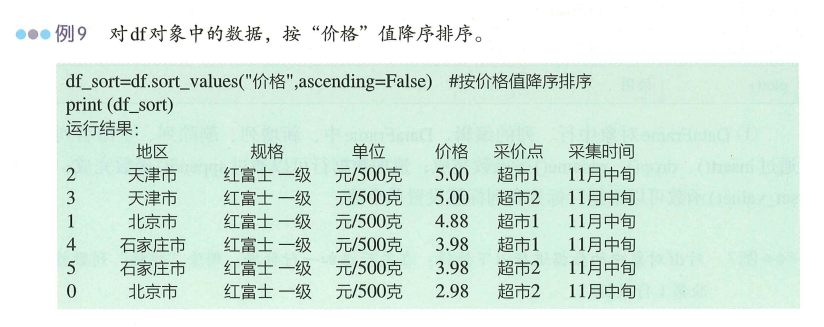 例9 对df对象中的数据，按“价格”值降序排序。
df_sort=df.sort_values("价格",ascending=False) #按价格值降序排序
print (df_sort)
运行结果：
地区 规格 单位 价格 采价点 采集时间
2 天津市 红富士 一级 元/500克 5.00 超市1 11月中旬
3 天津市 红富士 一级 元/500克 5.00 超市2 11月中旬
1 北京市 红富士 一级 元/500克 4.88 超市1 11月中旬
4 石家庄市 红富士 一级 元/500克 3.98 超市1 11月中旬
5 石家庄市 红富士 一级 元/500克 3.98 超市2 11月中旬
0 北京市 红富士 一级 元/500克 2.98 超市2 11月中旬